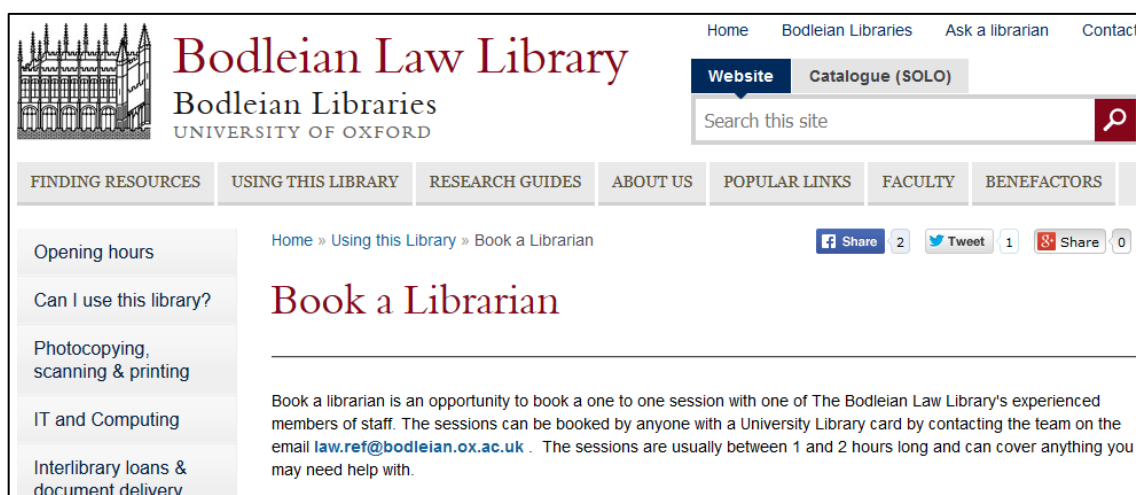 Home Bodleian Libraries Ask a librarian Contact
Bodleian Law Library
Bodleian Libraries
UNIVERSITY OF OXFORD
Website Catalogue (SOLO)
Search this site
FINDING RESOURCES USING THIS LIBRARY RESEARCH GUIDES ABOUT US POPULAR LINKS FACULTY BENEFACTORS
Opening hours
Can I use this library?
Photocopying,
scanning & printing
IT and Computing
Interlibrary loans &
document delivery
Home » Using this Library » Book a Librarian
Share 2 Tweet 1 Share 0
Book a Librarian
Book a librarian is an opportunity to book a one to one session with one of The Bodleian Law Library's experienced
members of staff. The sessions can be booked by anyone with a University Library card by contacting the team on the
email law.ref@bodleian.ox.ac.uk . The sessions are usually between 1 and 2 hours long and can cover anything you
may need help with.